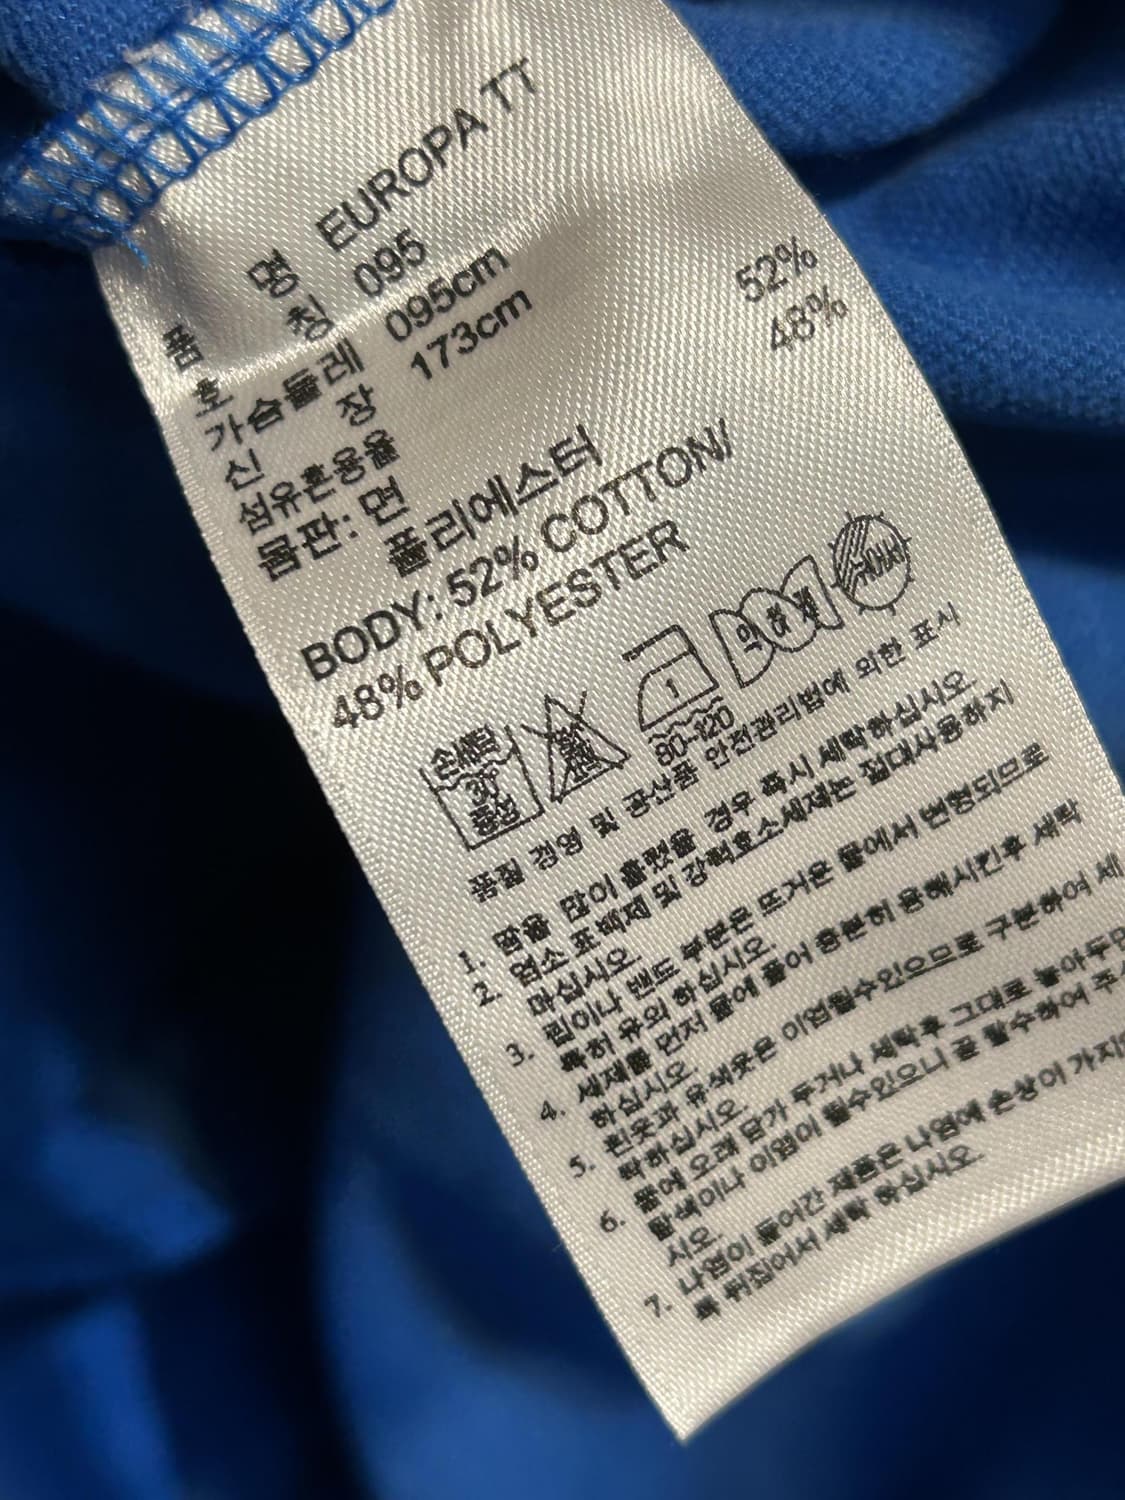 품 명 EUROPA TT
호 칭 095
가슴둘레 095cm
신 장 173cm
섬유혼용율
몸판: 면 52%
폴리에스터 48%
BODY: 52% COTTON/
48% POLYESTER
손세탁
30°
중성
1
80~120
약하게
품질 경영 및 공산품 안전관리법에 의한 표시
1. 땀을 많이 흘렸을 경우 즉시 세탁하십시오.
2. 염소 표백제 및 강력효소세제는 절대사용하지
마십시오.
3. 린이나 밴드 부분은 뜨거운 물에서 변형되므로
특히 유의 하십시오.
4. 세제를 먼저 물에 풀어 충분히 용해시킨후 세탁
하십시오.
5. 흰옷과 유색옷은 이염될수있으므로 구분하여 세
탁하십시오.
6. 물에 오래 담가 두거나 세탁후 그대로 놓아두면
탈색이나 이염이 될수있으니 곧 탈수하여 주
시오.
7. 나염이 들어간 제품은 나염에 손상이 가지
록 뒤집어서 세탁 하십시오.